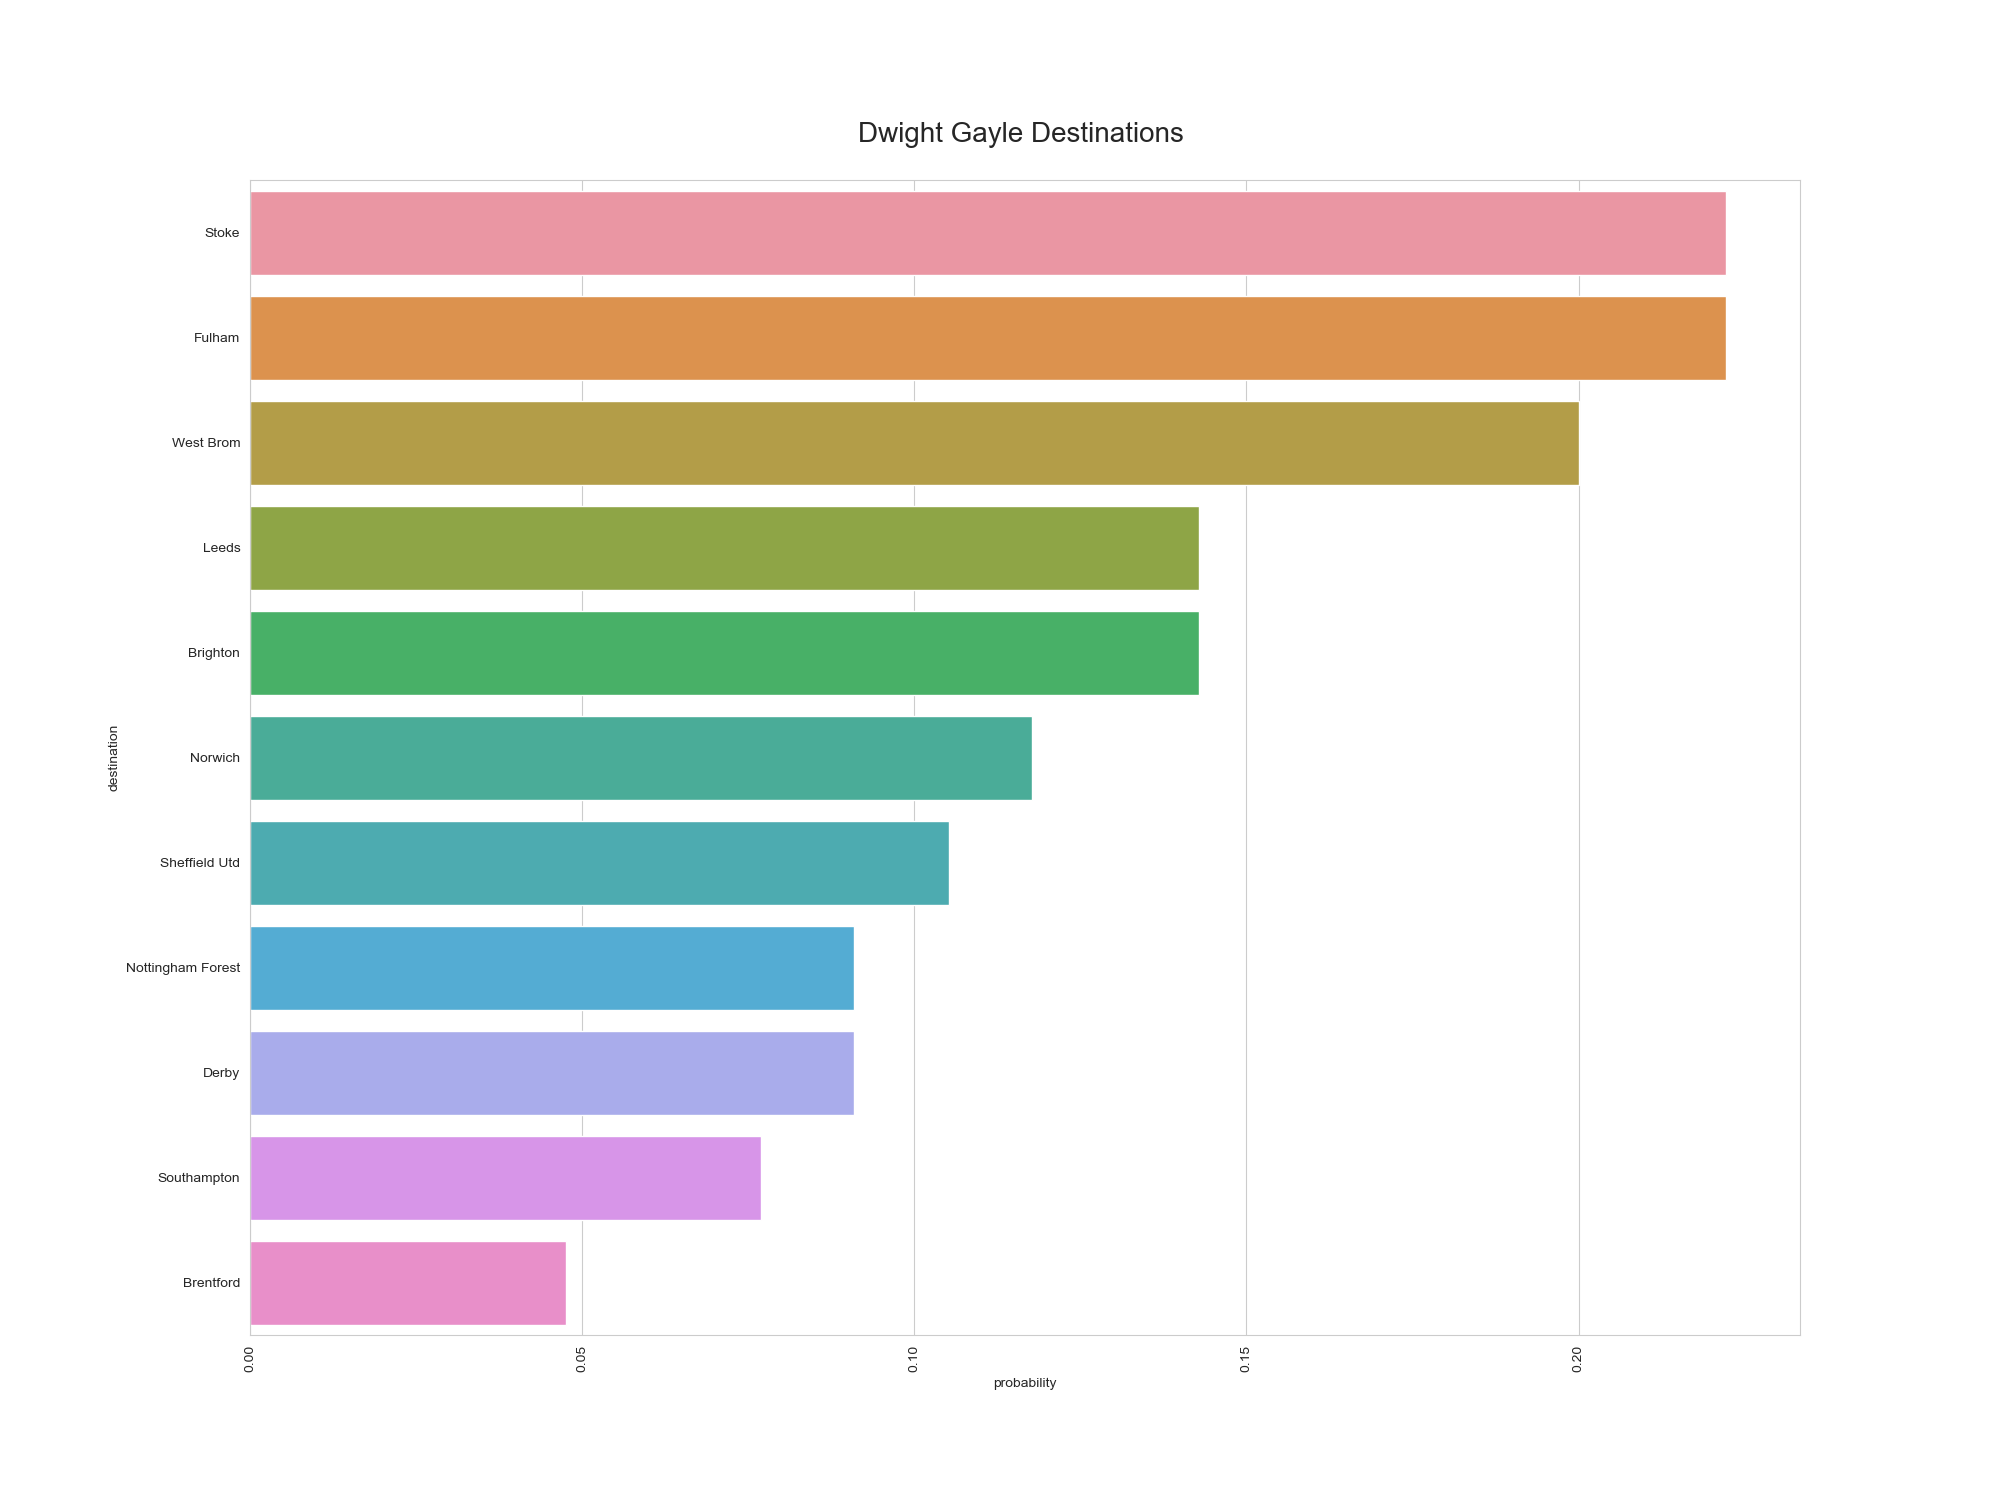 Dwight Gayle Destinations
Stoke
Fulham
West Brom
Leeds
Brighton
Norwich
Sheffield Utd
Nottingham Forest
Derby
Southampton
Brentford
destination
0.00
0.05
0.10
0.15
0.20
probability